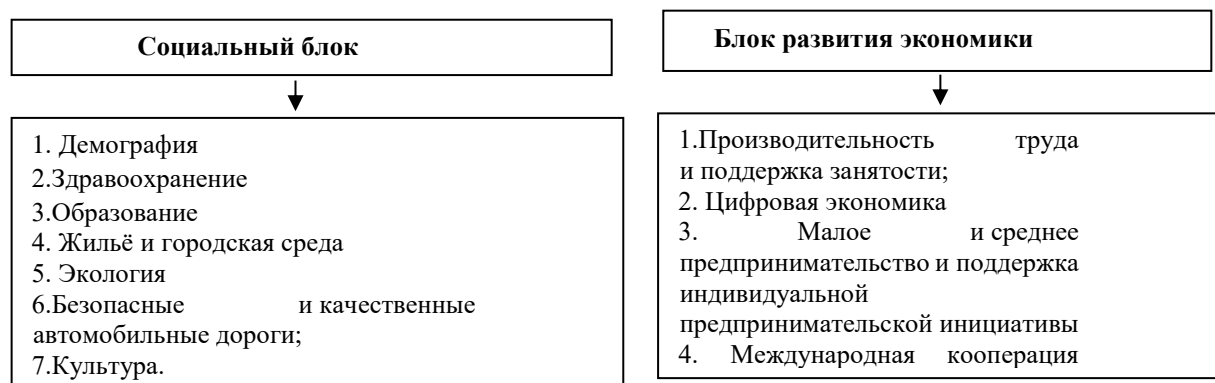 Социальный блок
1. Демография
2.Здравоохранение
3.Образование
4. Жильё и городская среда
5. Экология
6.Безопасные и качественные
автомобильные дороги;
7.Культура.
Блок развития экономики
1.Производительность труда
и поддержка занятости;
2. Цифровая экономика
3. Малое и среднее
предпринимательство и поддержка
индивидуальной
предпринимательской инициативы
4. Международная кооперация